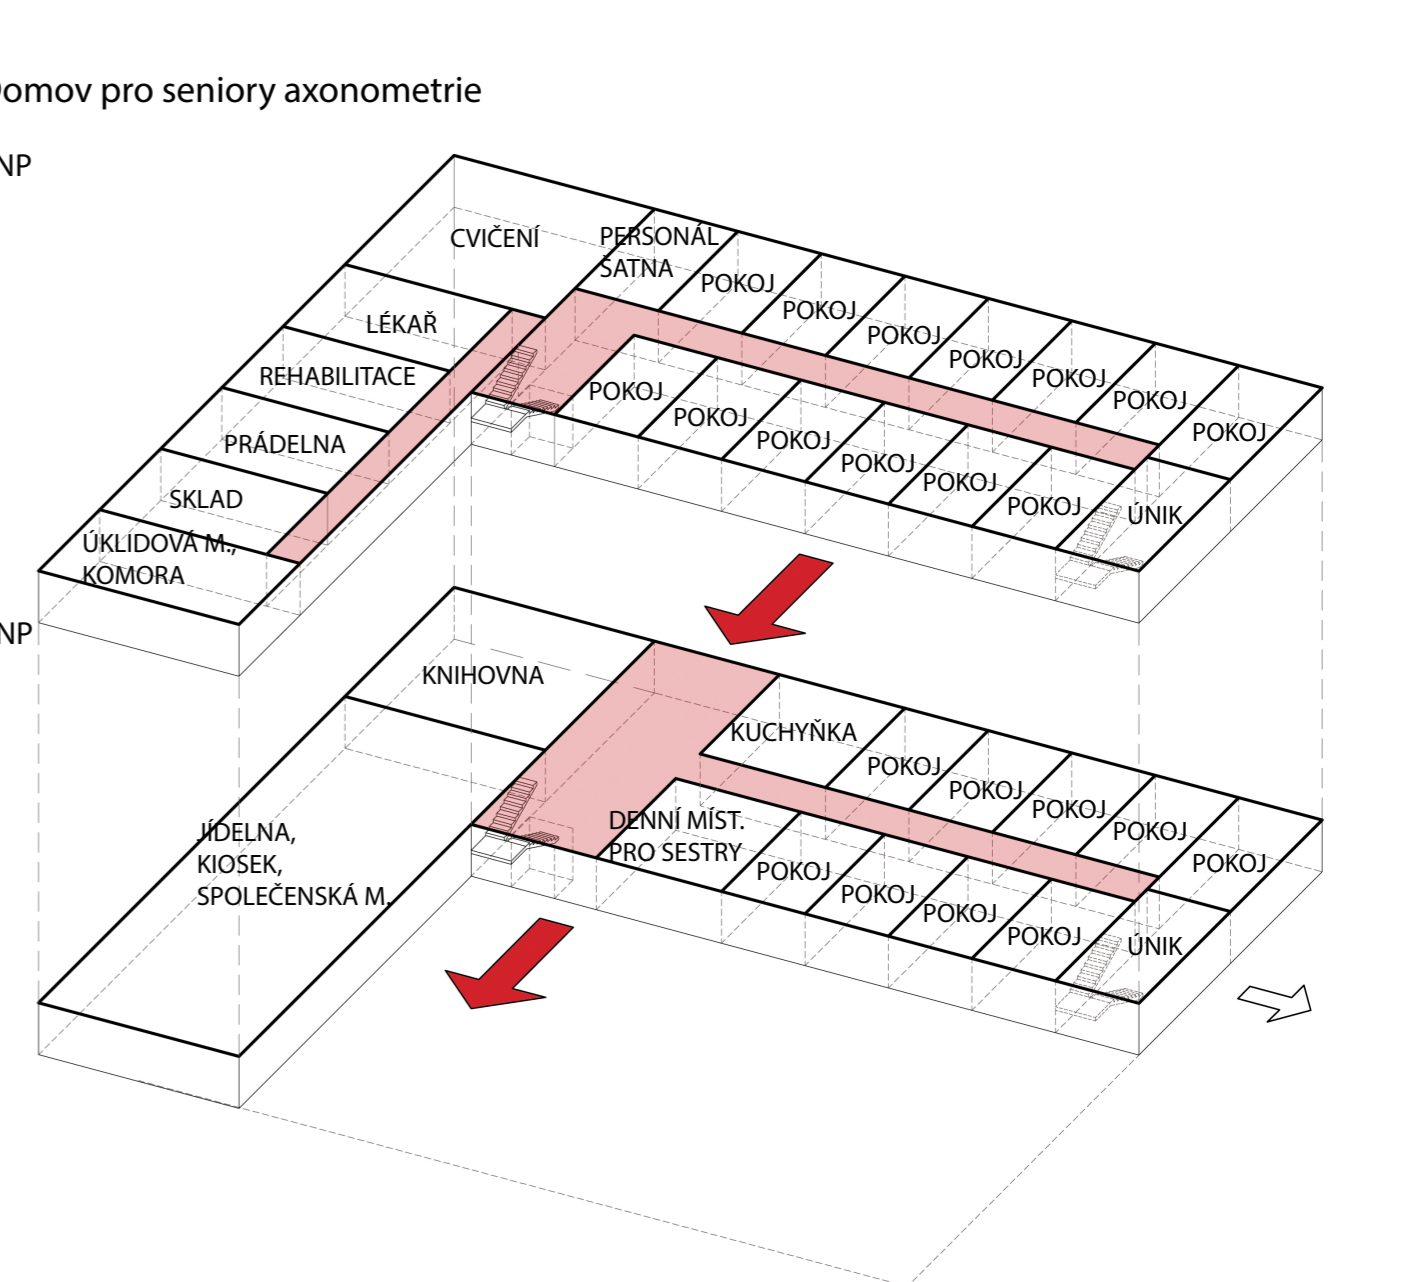 omov pro seniory axonometrie
NP
CVIČENÍ
PERSONÁL
ŠATNA
POKOJ
POKOJ
POKOJ
POKOJ
POKOJ
POKOJ
POKOJ
LÉKAŘ
REHABILITACE
PRÁDELNA
SKLAD
ÚKLIDOVÁ M.,
KOMORA
POKOJ
POKOJ
POKOJ
POKOJ
POKOJ
POKOJ
ÚNIK
NP
KNIHOVNA
KUCHYŇKA
POKOJ
POKOJ
POKOJ
POKOJ
POKOJ
JÍDELNA,
KIOSEK,
SPOLEČENSKÁ M.
DENNÍ MÍST.
PRO SESTRY
POKOJ
POKOJ
POKOJ
POKOJ
ÚNIK